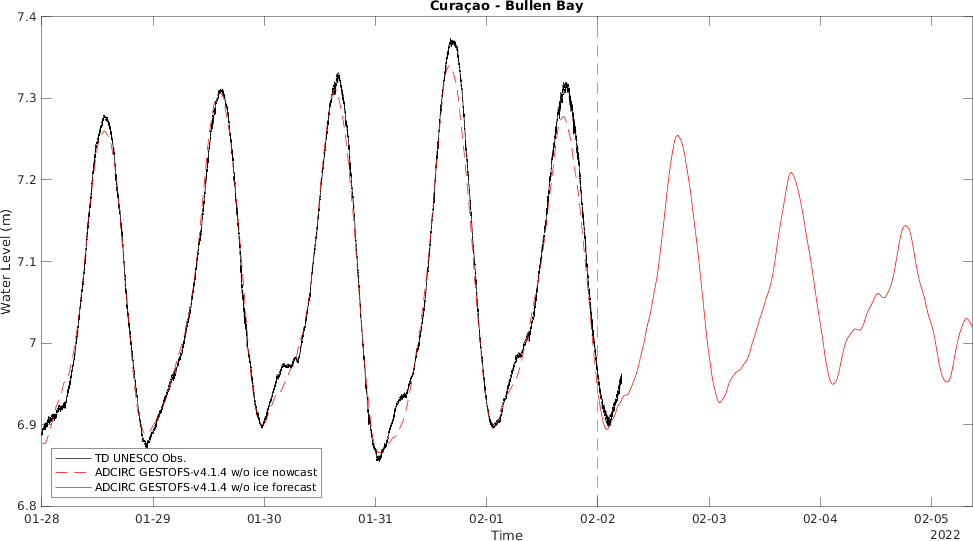 Curaçao - Bullen Bay
7.4
7.3
7.2
7.1
7
6.9
6.8
Water Level (m)
TD UNESCO Obs.
ADCIRC GESTOFS-v4.1.4 w/o ice nowcast
ADCIRC GESTOFS-v4.1.4 w/o ice forecast
01-28 01-29 01-30 01-31 02-01 02-02 02-03 02-04 02-05
Time
2022